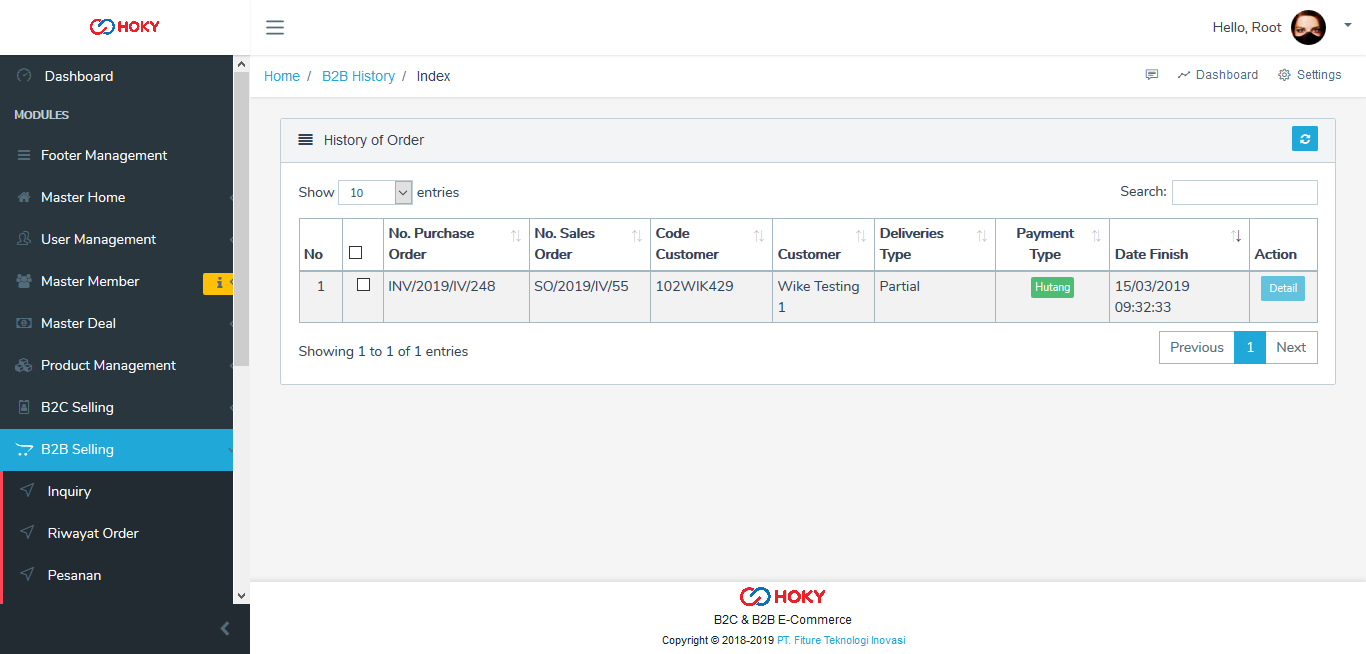 HOKY
Hello, Root
Dashboard
MODULES
Footer Management
Master Home
User Management
Master Member
i
Master Deal
Product Management
B2C Selling
B2B Selling
Inquiry
Riwayat Order
Pesanan
Home / B2B History / Index
Dashboard Settings
History of Order
Show 10 entries
Search:
No
No. Purchase Order
No. Sales Order
Code Customer
Customer
Deliveries Type
Payment Type
Date Finish
Action
1 INV/2019/IV/248 SO/2019/IV/55 102WIK429 Wike Testing 1 Partial Hutang 15/03/2019 09:32:33 Detail
Showing 1 to 1 of 1 entries
Previous 1 Next
HOKY
B2C & B2B E-Commerce
Copyright © 2018-2019 PT. Fiture Teknologi Inovasi